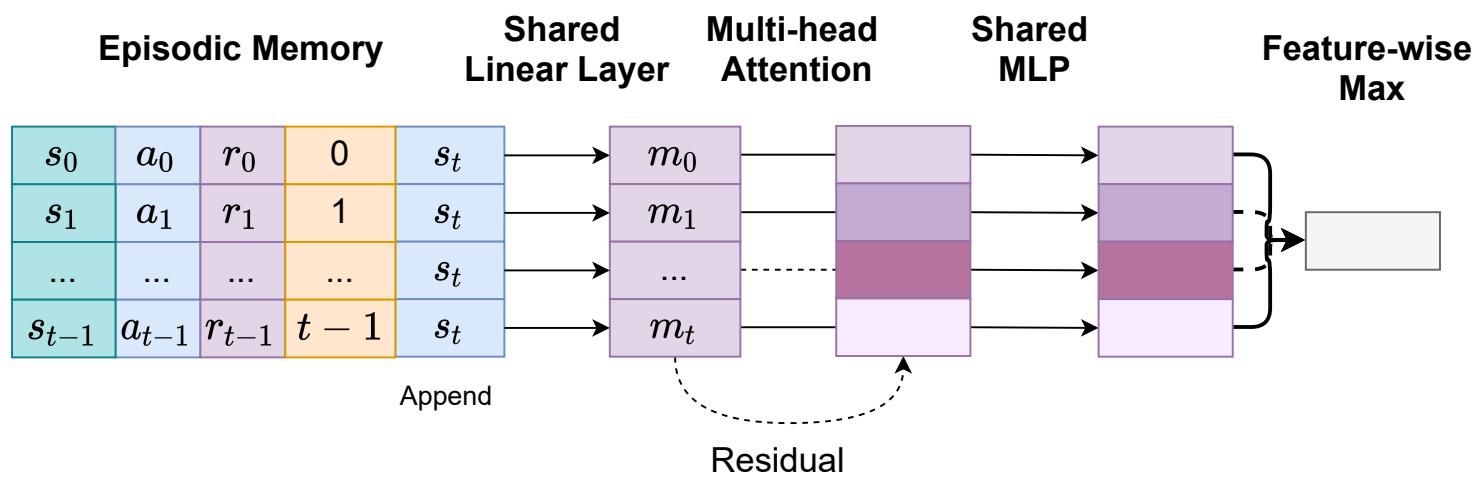 Episodic Memory
Shared
Linear Layer
Multi-head
Attention
Shared
MLP
Feature-wise
Max
s₀ a₀ r₀ 0 sₜ m₀
s₁ a₁ r₁ 1 sₜ m₁
... ... ... ... sₜ ...
sₜ₋₁ aₜ₋₁ rₜ₋₁ t − 1 sₜ mₜ
Append
Residual